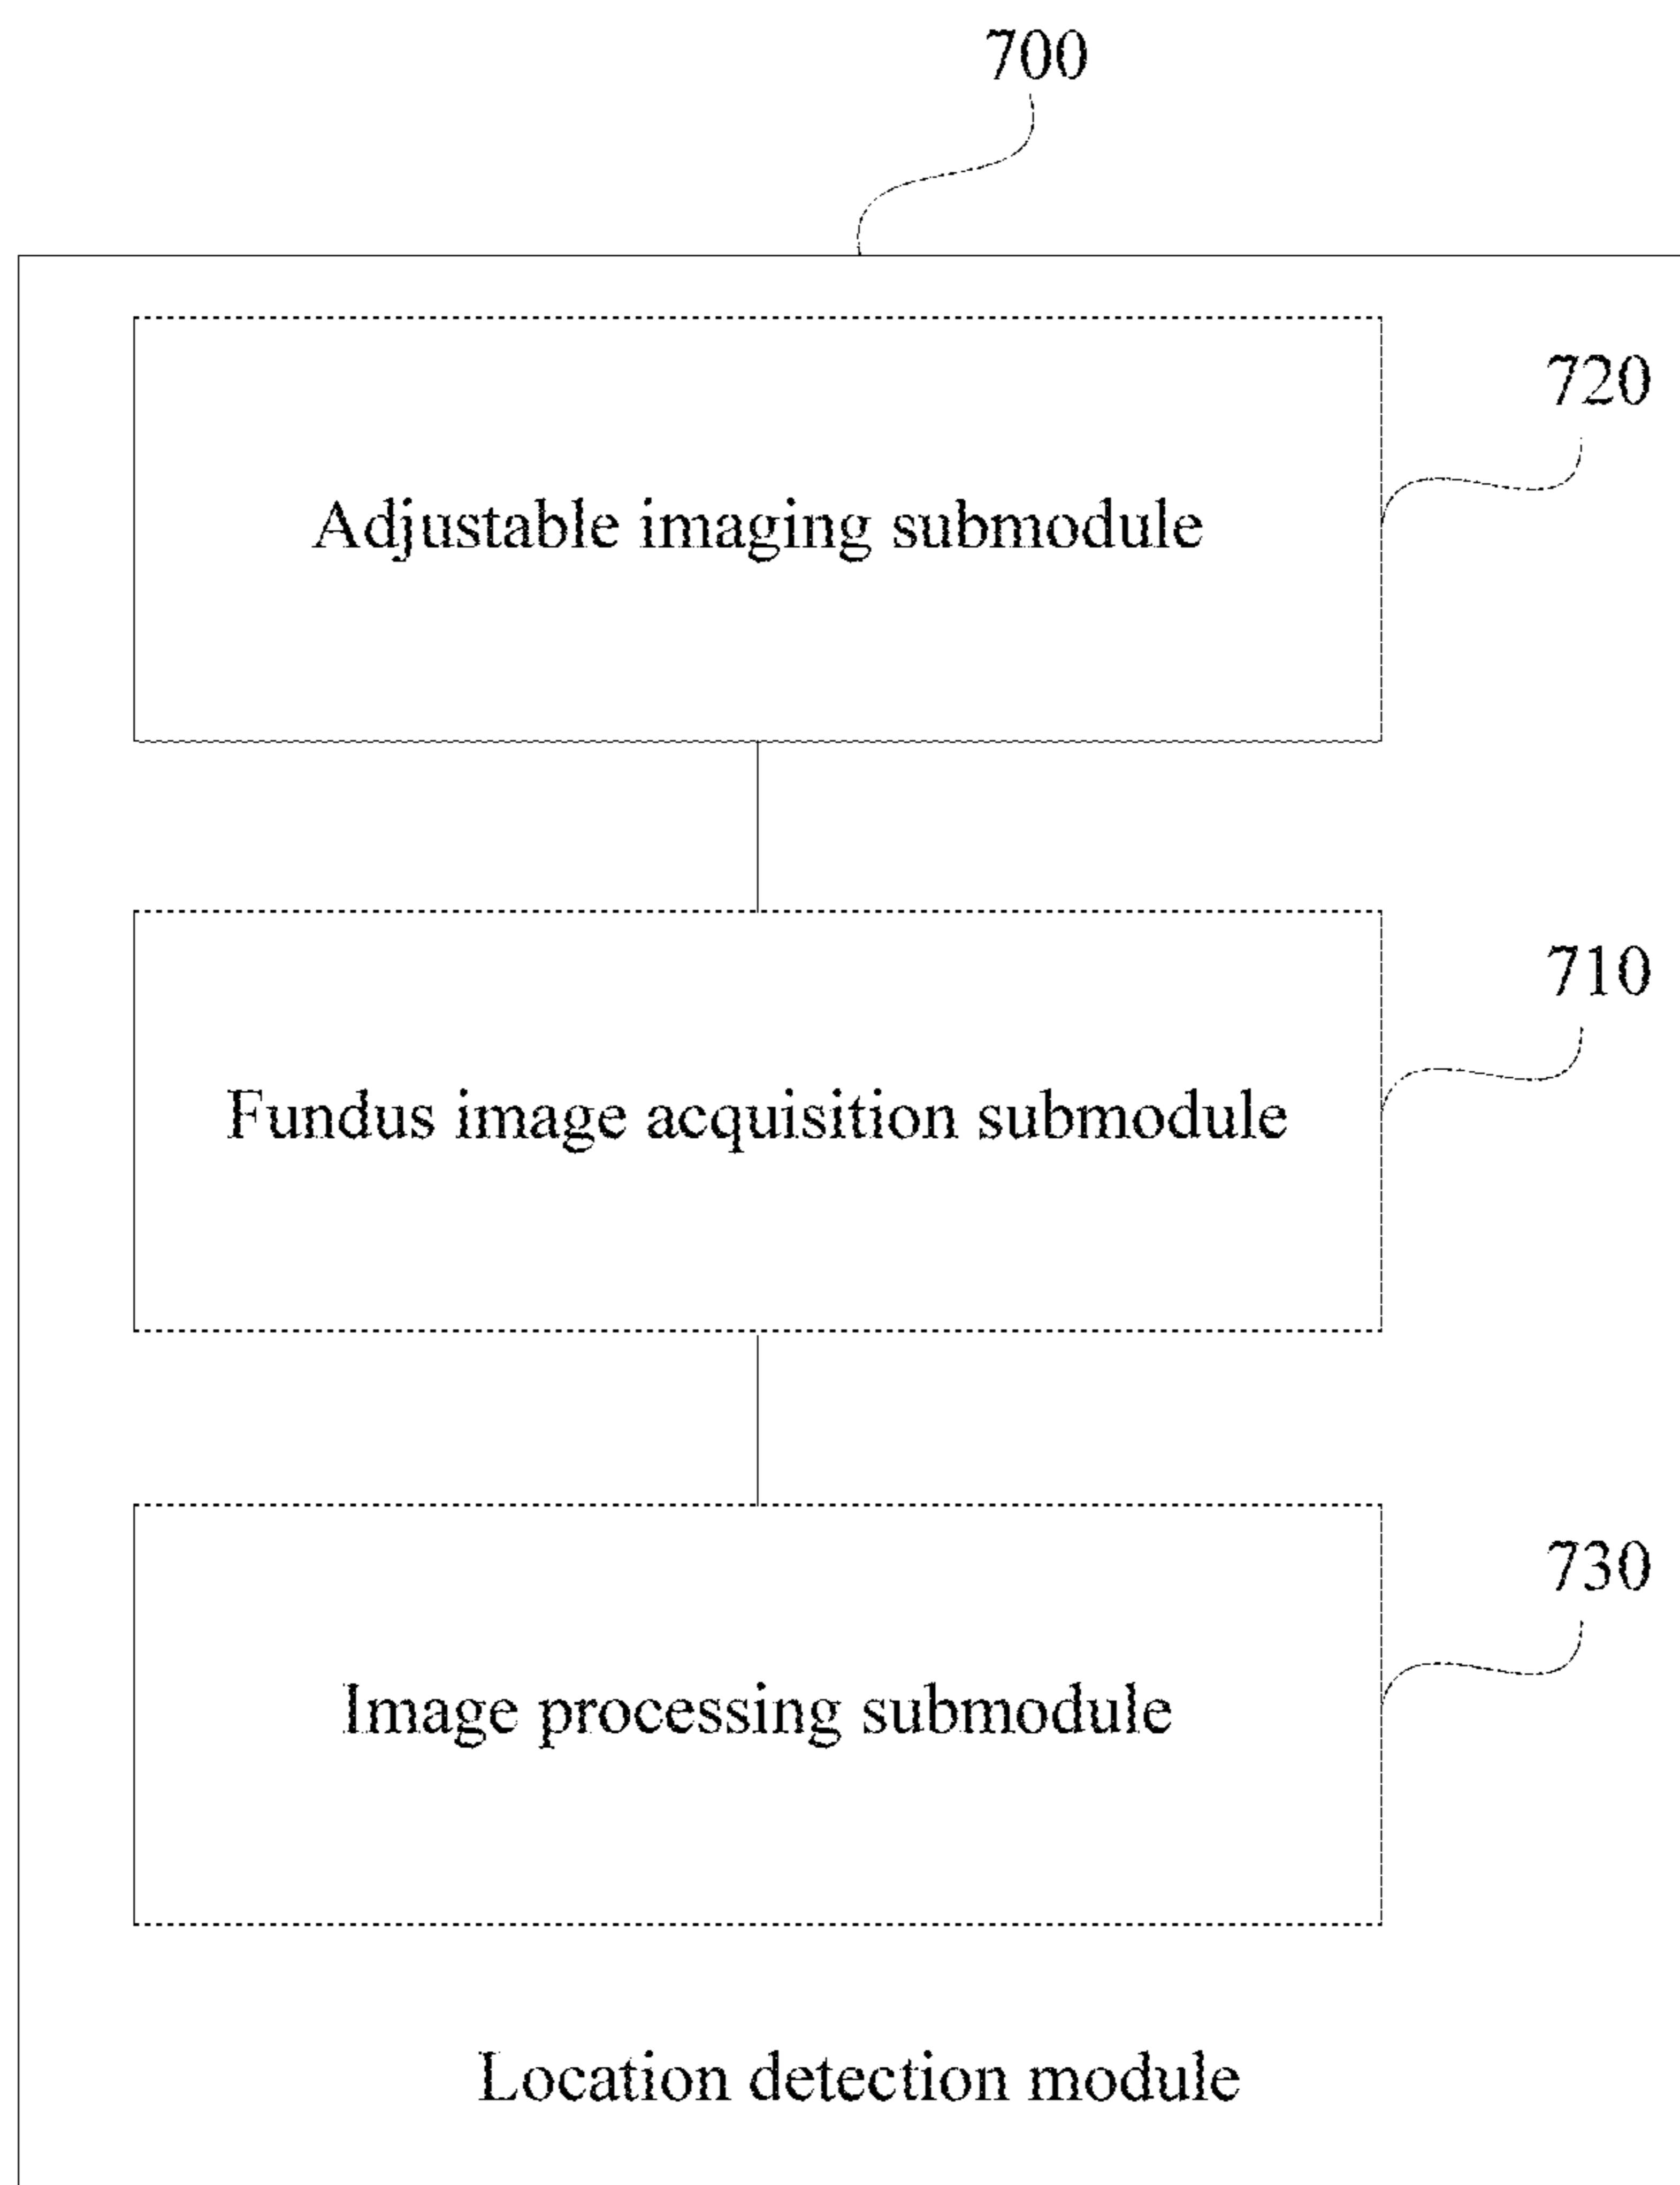 700
720
Adjustable imaging submodule
710
Fundus image acquisition submodule
730
Image processing submodule
Location detection module